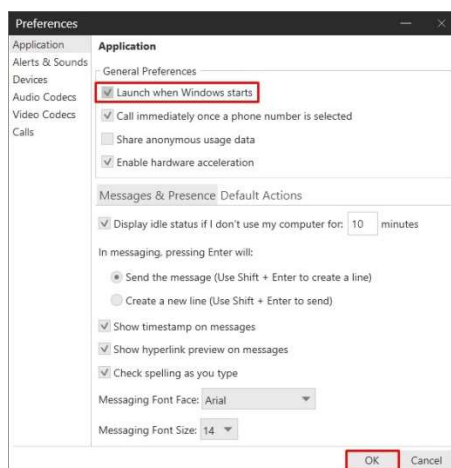 Preferences
Application
Alerts & Sounds
Devices
Audio Codecs
Video Codecs
Calls
Application
General Preferences
Launch when Windows starts
Call immediately once a phone number is selected
Share anonymous usage data
Enable hardware acceleration
Messages & Presence Default Actions
Display idle status if I don't use my computer for: 10 minutes
In messaging, pressing Enter will:
Send the message (Use Shift + Enter to create a line)
Create a new line (Use Shift + Enter to send)
Show timestamp on messages
Show hyperlink preview on messages
Check spelling as you type
Messaging Font Face: Arial
Messaging Font Size: 14
OK Cancel